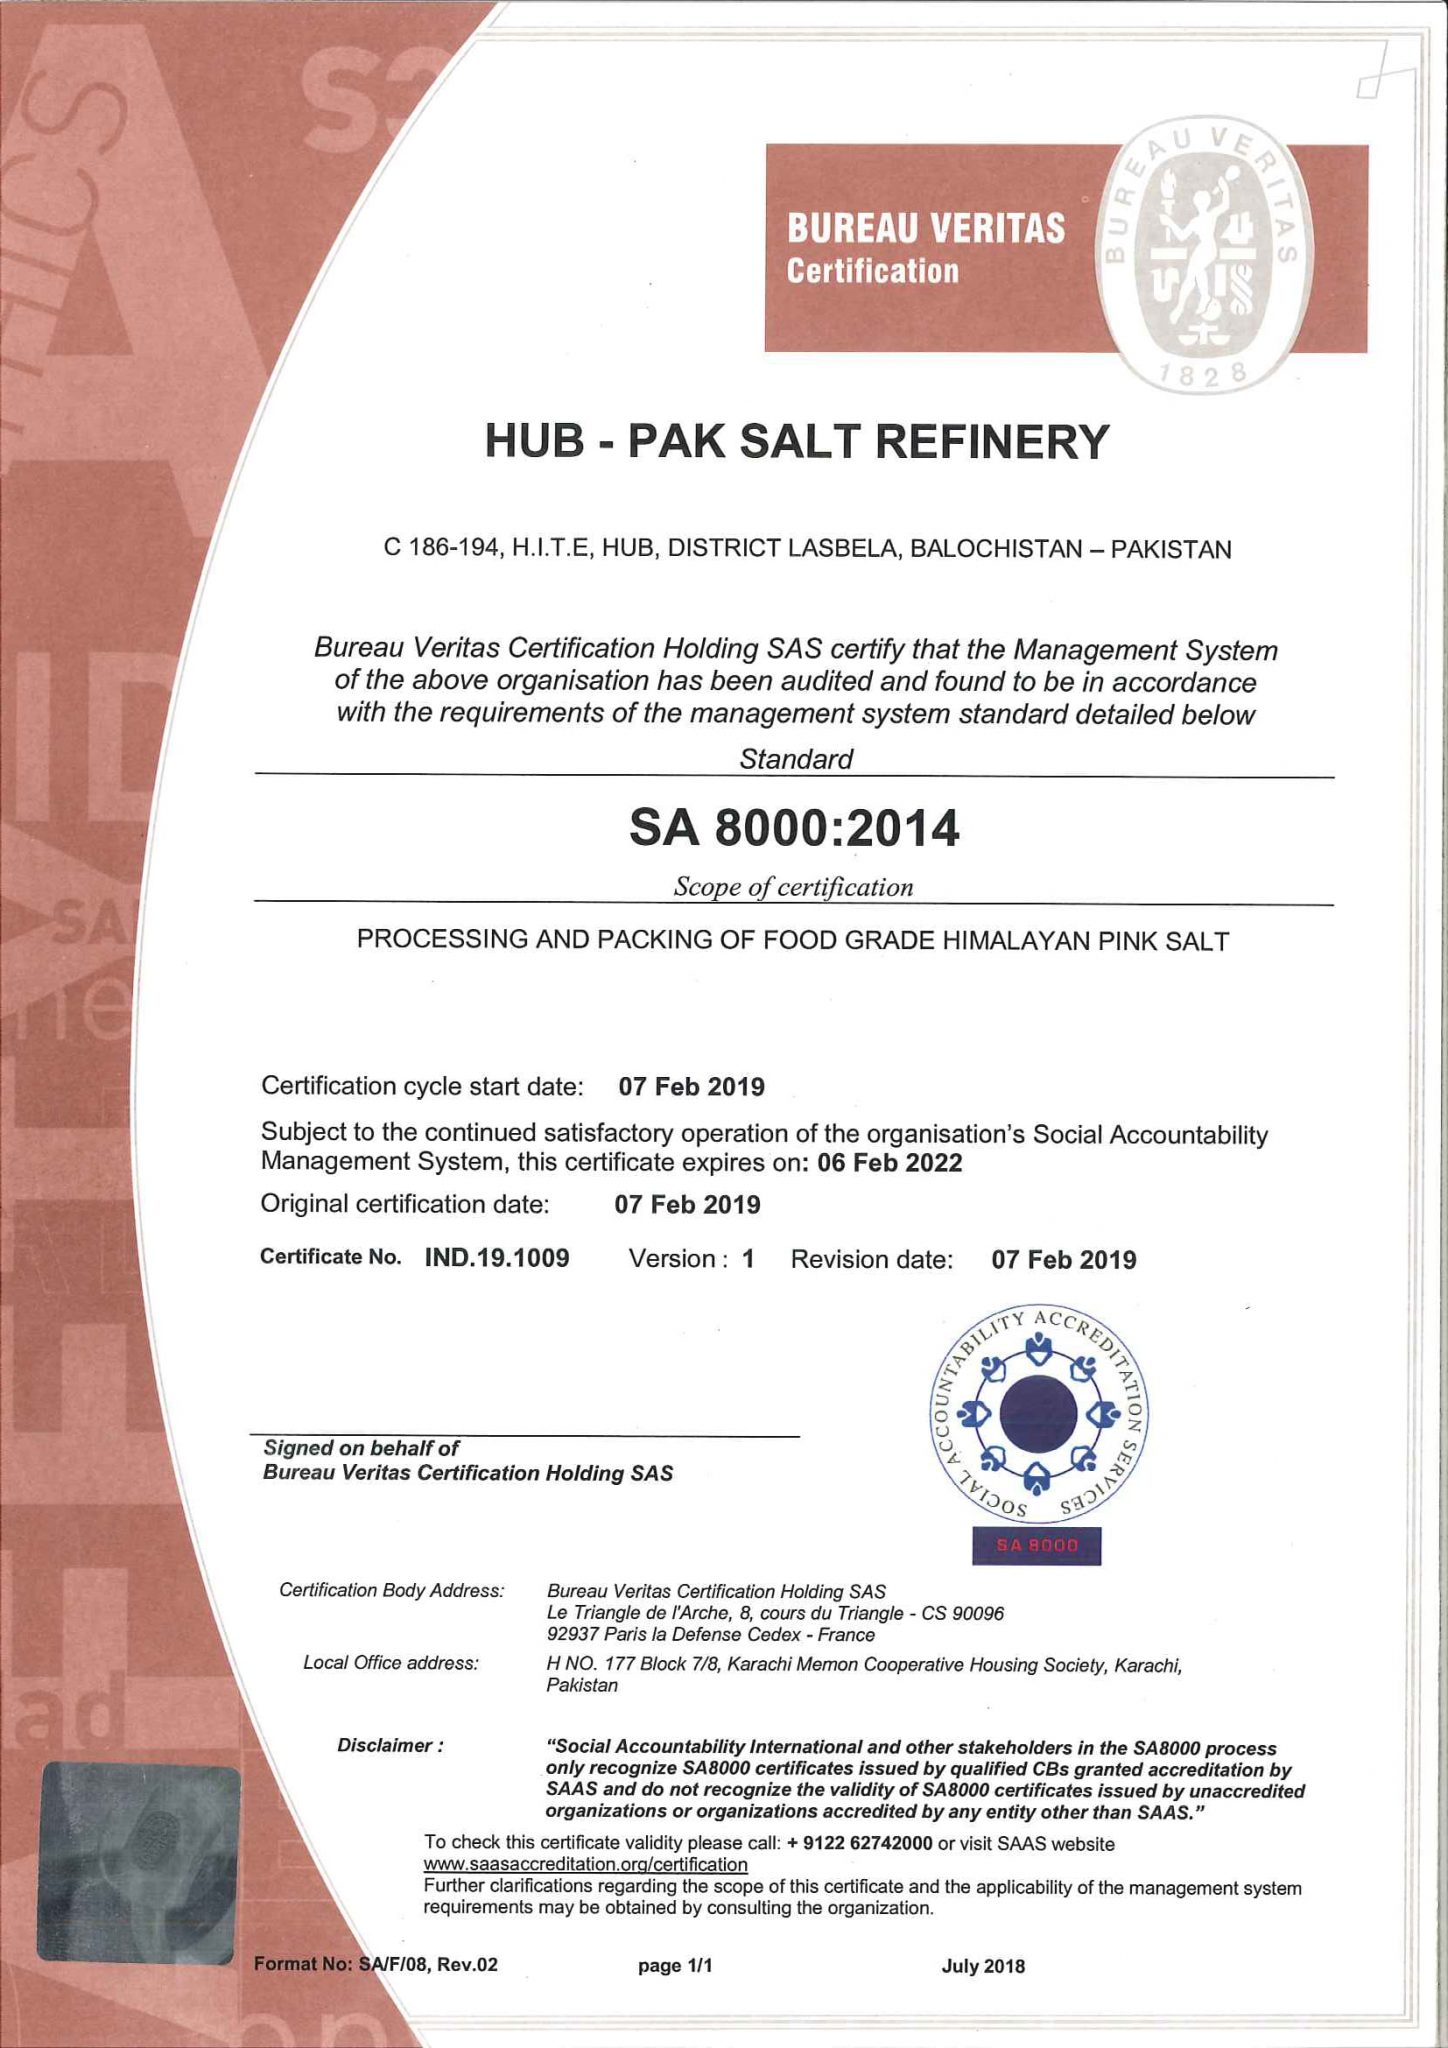 BUREAU VERITAS
Certification
BUREAU VERITAS
1828
HUB - PAK SALT REFINERY
C 186-194, H.I.T.E, HUB, DISTRICT LASBELA, BALOCHISTAN – PAKISTAN
Bureau Veritas Certification Holding SAS certify that the Management System
of the above organisation has been audited and found to be in accordance
with the requirements of the management system standard detailed below
Standard
SA 8000:2014
Scope of certification
PROCESSING AND PACKING OF FOOD GRADE HIMALAYAN PINK SALT
Certification cycle start date: 07 Feb 2019
Subject to the continued satisfactory operation of the organisation's Social Accountability
Management System, this certificate expires on: 06 Feb 2022
Original certification date: 07 Feb 2019
Certificate No. IND.19.1009 Version : 1 Revision date: 07 Feb 2019
SOCIAL ACCOUNTABILITY ACCREDITATION SERVICES
SA 8000
Signed on behalf of
Bureau Veritas Certification Holding SAS
Certification Body Address: Bureau Veritas Certification Holding SAS
Le Triangle de l'Arche, 8, cours du Triangle - CS 90096
92937 Paris la Defense Cedex - France
Local Office address: H NO. 177 Block 7/8, Karachi Memon Cooperative Housing Society, Karachi,
Pakistan
Disclaimer : “Social Accountability International and other stakeholders in the SA8000 process
only recognize SA8000 certificates issued by qualified CBs granted accreditation by
SAAS and do not recognize the validity of SA8000 certificates issued by unaccredited
organizations or organizations accredited by any entity other than SAAS.”
To check this certificate validity please call: + 9122 62742000 or visit SAAS website
www.saasaccreditation.org/certification
Further clarifications regarding the scope of this certificate and the applicability of the management system
requirements may be obtained by consulting the organization.
Format No: SA/F/08, Rev.02 page 1/1 July 2018